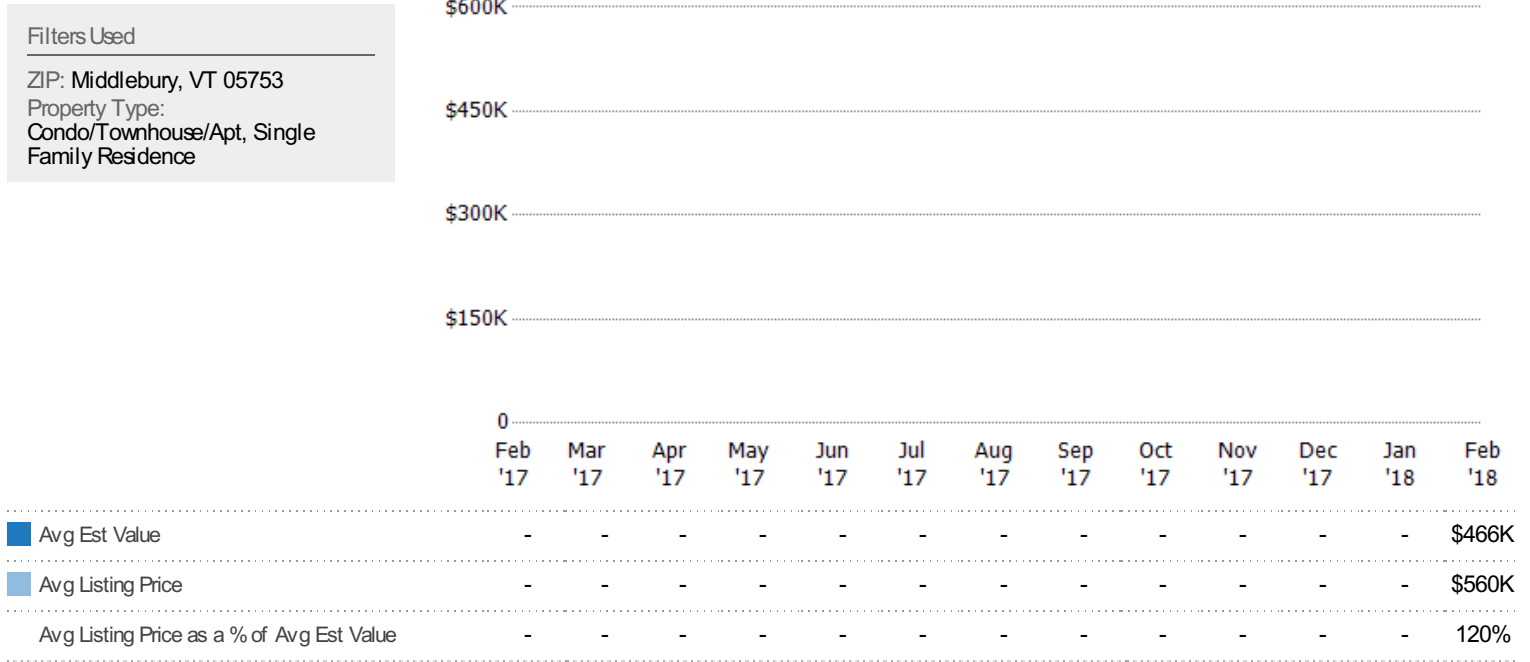 Filters Used
ZIP: Middlebury, VT 05753
Property Type:
Condo/Townhouse/Apt, Single
Family Residence
$600K
$450K
$300K
$150K
0
Feb Mar Apr May Jun Jul Aug Sep Oct Nov Dec Jan Feb
'17 '17 '17 '17 '17 '17 '17 '17 '17 '17 '17 '18 '18
Avg Est Value - - - - - - - - - - - - $466K
Avg Listing Price - - - - - - - - - - - - $560K
Avg Listing Price as a % of Avg Est Value - - - - - - - - - - - - 120%